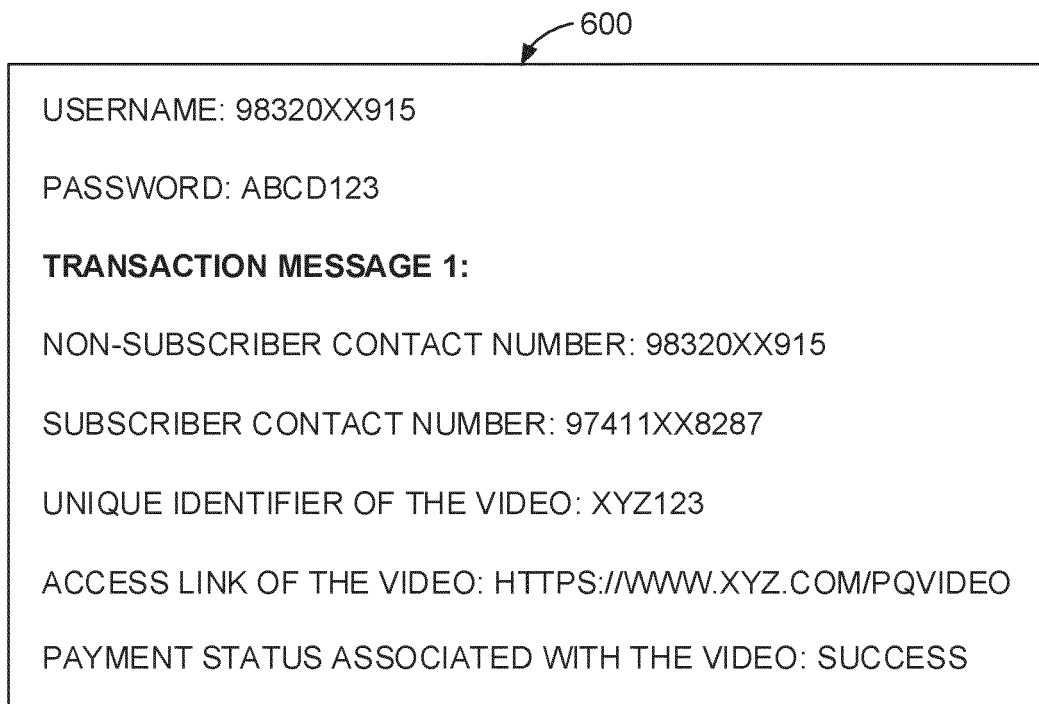 600
USERNAME: 98320XX915
PASSWORD: ABCD123
TRANSACTION MESSAGE 1:
NON-SUBSCRIBER CONTACT NUMBER: 98320XX915
SUBSCRIBER CONTACT NUMBER: 97411XX8287
UNIQUE IDENTIFIER OF THE VIDEO: XYZ123
ACCESS LINK OF THE VIDEO: HTTPS://WWW.XYZ.COM/PQVIDEO
PAYMENT STATUS ASSOCIATED WITH THE VIDEO: SUCCESS